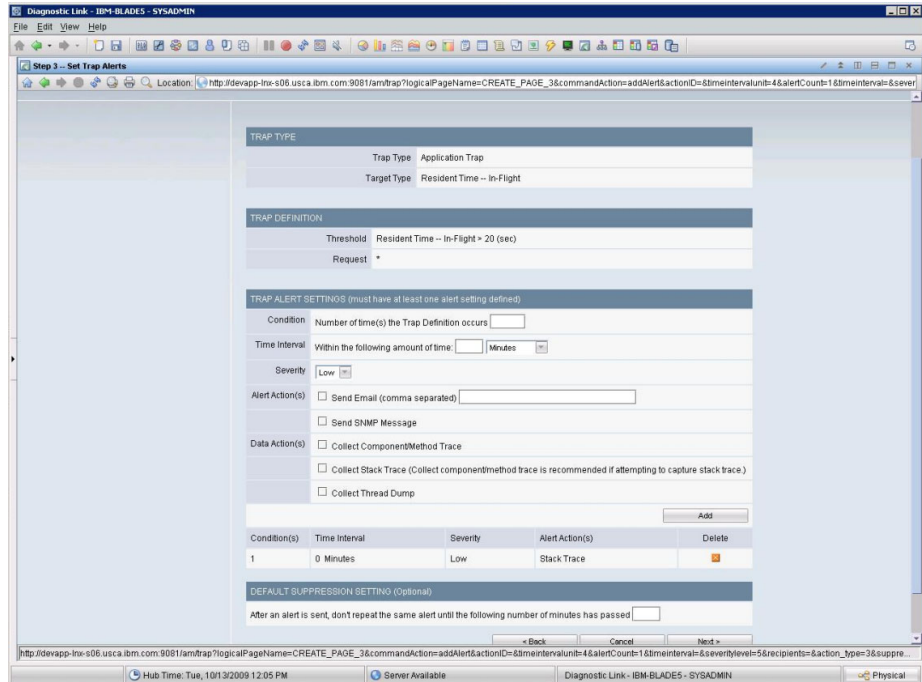 Diagnostic Link - IBM-BLADE5 - SYSADMIN
File Edit View Help
Step 3 -- Set Trap Alerts
Location: http://devapp-lnx-s06.usca.ibm.com:9081/am/trap?logicalPageName=CREATE_PAGE_3&commandAction=addAlert&actionID=&timeintervalunit=4&alertCount=1&timeinterval=&sever
TRAP TYPE
Trap Type Application Trap
Target Type Resident Time -- In-Flight
TRAP DEFINITION
Threshold Resident Time -- In-Flight > 20 (sec)
Request *
TRAP ALERT SETTINGS (must have at least one alert setting defined)
Condition Number of time(s) the Trap Definition occurs
Time Interval Within the following amount of time: Minutes
Severity Low
Alert Action(s) Send Email (comma separated)
Send SNMP Message
Data Action(s) Collect Component/Method Trace
Collect Stack Trace (Collect component/method trace is recommended if attempting to capture stack trace.)
Collect Thread Dump
Add
Condition(s) Time Interval Severity Alert Action(s) Delete
1 0 Minutes Low Stack Trace
DEFAULT SUPPRESSION SETTING (Optional)
After an alert is sent, don't repeat the same alert until the following number of minutes has passed
< Back Cancel Next >
http://devapp-lnx-s06.usca.ibm.com:9081/am/trap?logicalPageName=CREATE_PAGE_3&commandAction=addAlert&actionID=&timeintervalunit=4&alertCount=1&timeinterval=&severitylevel=5&recipients=&action_type=3&suppre...
Hub Time: Tue, 10/13/2009 12:05 PM Server Available Diagnostic Link - IBM-BLADE5 - SYSADMIN Physical